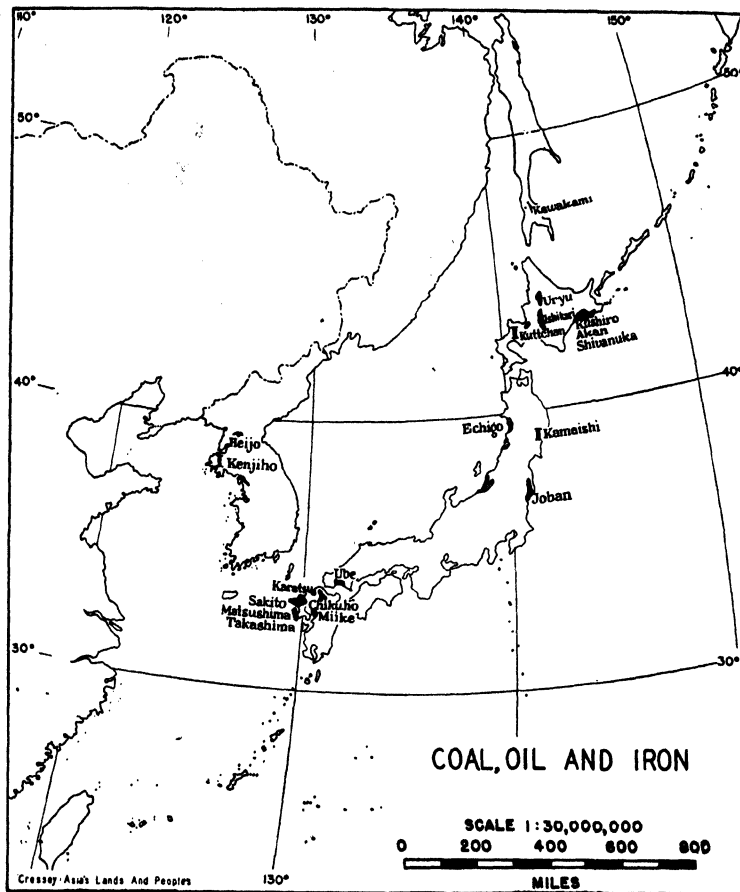 110° 120° 130° 140° 150°
50°
50°
Kawakami
Uryu
Ishikari
Kutichan
Kushiro
Akan
Shivanuka
40°
40°
Echigo
Kamaishi
Heijo
Kenjiho
Joban
Ube
Karatsu
Sakito
Chikuho
Matsushima
Miike
Takashima
30°
30°
COAL, OIL AND IRON
SCALE 1:30,000,000
0 200 400 600 800
MILES
Cressey-Asia's Lands And Peoples
130°